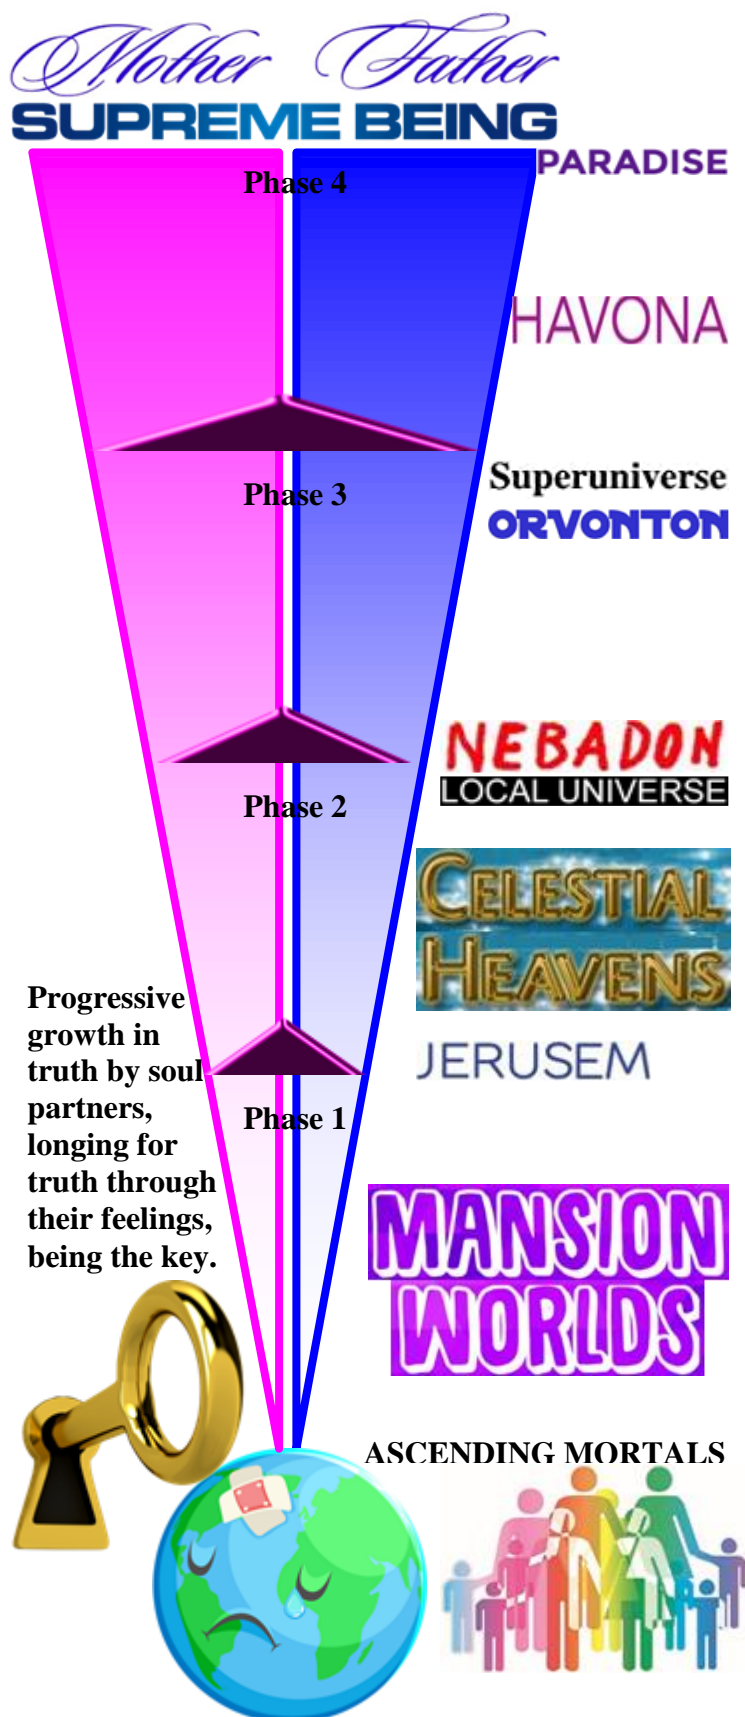 Mother Father
SUPREME BEING
PARADISE
Phase 4
HAVONA
Superuniverse
Phase 3
ORVONTON
NEBADON
LOCAL UNIVERSE
Phase 2
CELESTIAL
HEAVENS
Progressive
growth in
truth by soul
partners,
longing for
truth through
their feelings,
being the key.
JERUSEM
Phase 1
MANSION
WORLDS
ASCENDING MORTALS